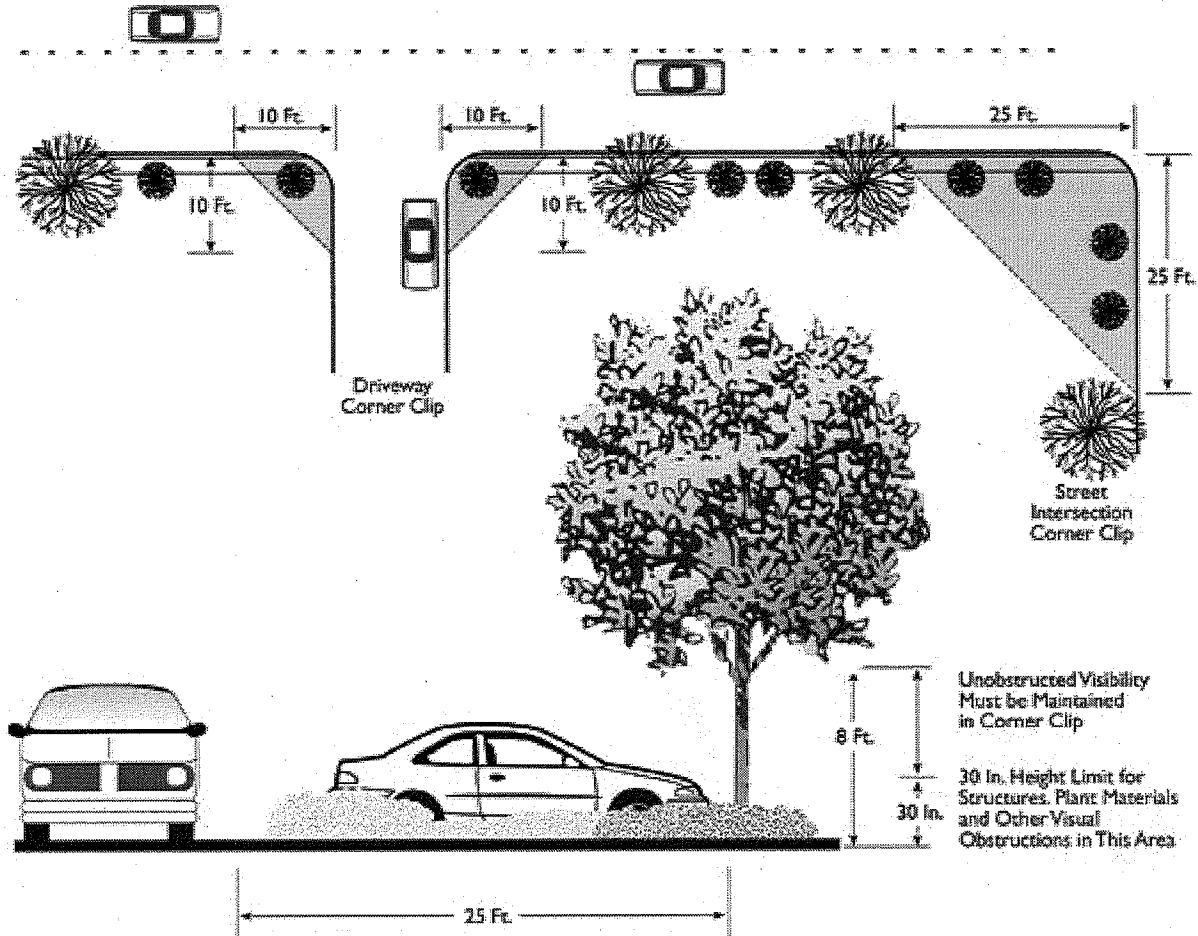 10 Ft.
10 Ft.
25 Ft.
10 Ft.
10 Ft.
25 Ft.
Driveway
Corner Clip
Street
Intersection
Corner Clip
Unobstructed Visibility
Must be Maintained
in Corner Clip
8 Ft.
30 In. Height Limit for
Structures, Plant Materials
and Other Visual
Obstructions in This Area
30 In.
25 Ft.